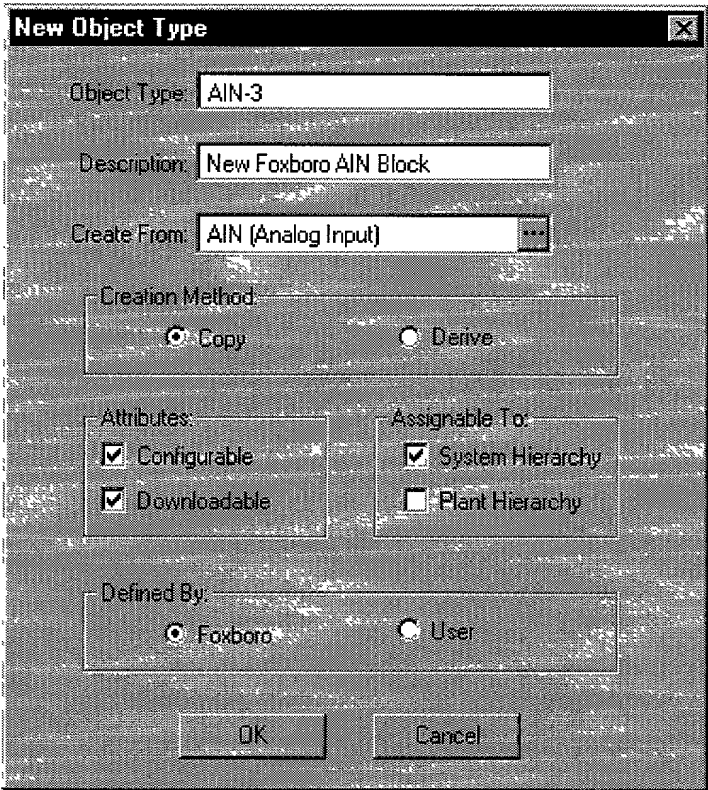 New Object Type
Object Type: AIN-3
Description: New Foxboro AIN Block
Create From: AIN (Analog Input) ...
Creation Method:
Copy Derive
Attributes: Assignable To:
Configurable System Hierarchy
Downloadable Plant Hierarchy
Defined By:
Foxboro User
OK Cancel